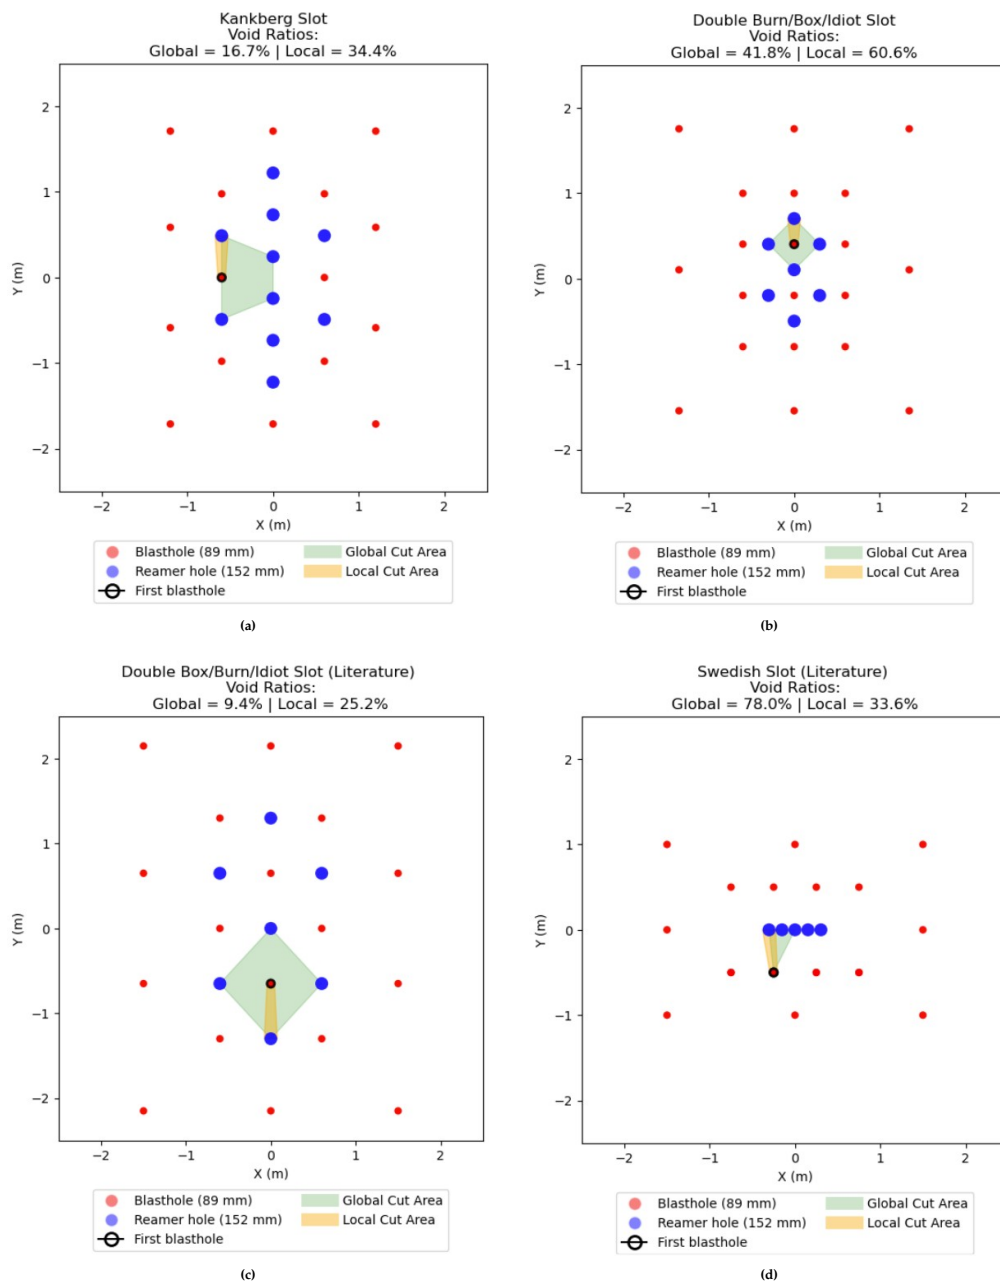 Kankberg Slot
Void Ratios:
Global = 16.7% | Local = 34.4%
2
1
0
−1
−2
Y (m)
−2 −1 0 1 2
X (m)
Blasthole (89 mm)
Reamer hole (152 mm)
First blasthole
Global Cut Area
Local Cut Area
(a)
Double Burn/Box/Idiot Slot
Void Ratios:
Global = 41.8% | Local = 60.6%
2
1
0
−1
−2
Y (m)
−2 −1 0 1 2
X (m)
Blasthole (89 mm)
Reamer hole (152 mm)
First blasthole
Global Cut Area
Local Cut Area
(b)
Double Box/Burn/Idiot Slot (Literature)
Void Ratios:
Global = 9.4% | Local = 25.2%
2
1
0
−1
−2
Y (m)
−2 −1 0 1 2
X (m)
Blasthole (89 mm)
Reamer hole (152 mm)
First blasthole
Global Cut Area
Local Cut Area
(c)
Swedish Slot (Literature)
Void Ratios:
Global = 78.0% | Local = 33.6%
2
1
0
−1
−2
Y (m)
−2 −1 0 1 2
X (m)
Blasthole (89 mm)
Reamer hole (152 mm)
First blasthole
Global Cut Area
Local Cut Area
(d)